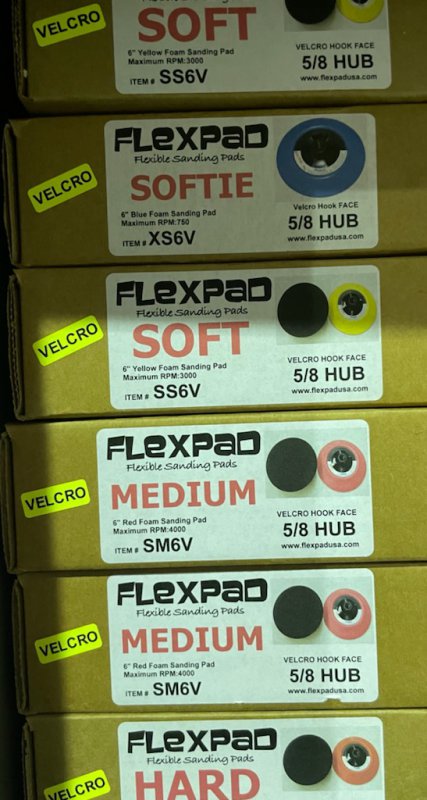 VELCRO
SOFT
6" Yellow Foam Sanding Pad
Maximum RPM:3000
ITEM # SS6V
VELCRO HOOK FACE
5/8 HUB
www.flexpadusa.com
VELCRO
FLEXPAD
Flexible Sanding Pads
SOFTIE
6" Blue Foam Sanding Pad
Maximum RPM:750
ITEM # XS6V
Velcro Hook FACE
5/8 HUB
www.flexpadusa.com
VELCRO
FLEXPAD
Flexible Sanding Pads
SOFT
6" Yellow Foam Sanding Pad
Maximum RPM:3000
ITEM # SS6V
VELCRO HOOK FACE
5/8 HUB
www.flexpadusa.com
VELCRO
FLEXPAD
Flexible Sanding Pads
MEDIUM
6" Red Foam Sanding Pad
Maximum RPM:4000
ITEM # SM6V
VELCRO HOOK FACE
5/8 HUB
www.flexpadusa.com
VELCRO
FLEXPAD
Flexible Sanding Pads
MEDIUM
6" Red Foam Sanding Pad
Maximum RPM:4000
ITEM # SM6V
VELCRO HOOK FACE
5/8 HUB
www.flexpadusa.com
VELCRO
FLEXPAD
Flexible Sanding Pads
HARD